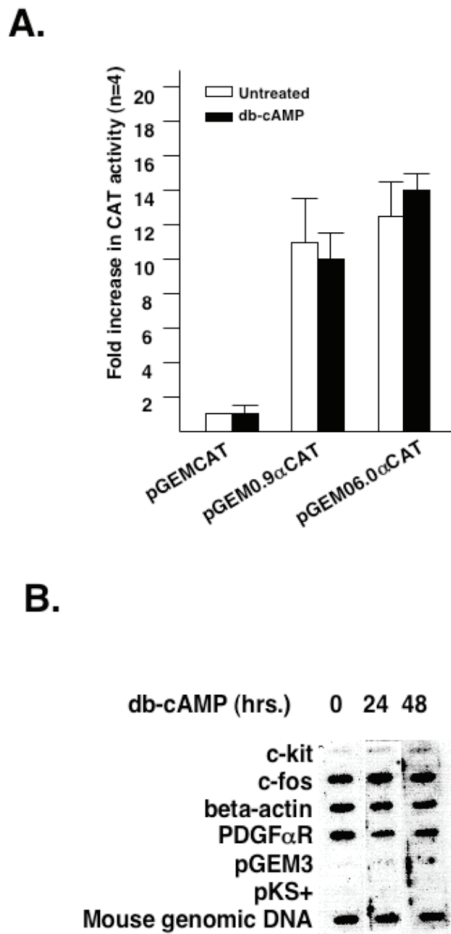 A.
Fold increase in CAT activity (n=4)
20
18
16
14
12
10
8
6
4
2
Untreated
db-cAMP
pGEMCAT
pGEM0.9αCAT
pGEM06.0αCAT
B.
db-cAMP (hrs.) 0 24 48
c-kit
c-fos
beta-actin
PDGFαR
pGEM3
pKS+
Mouse genomic DNA